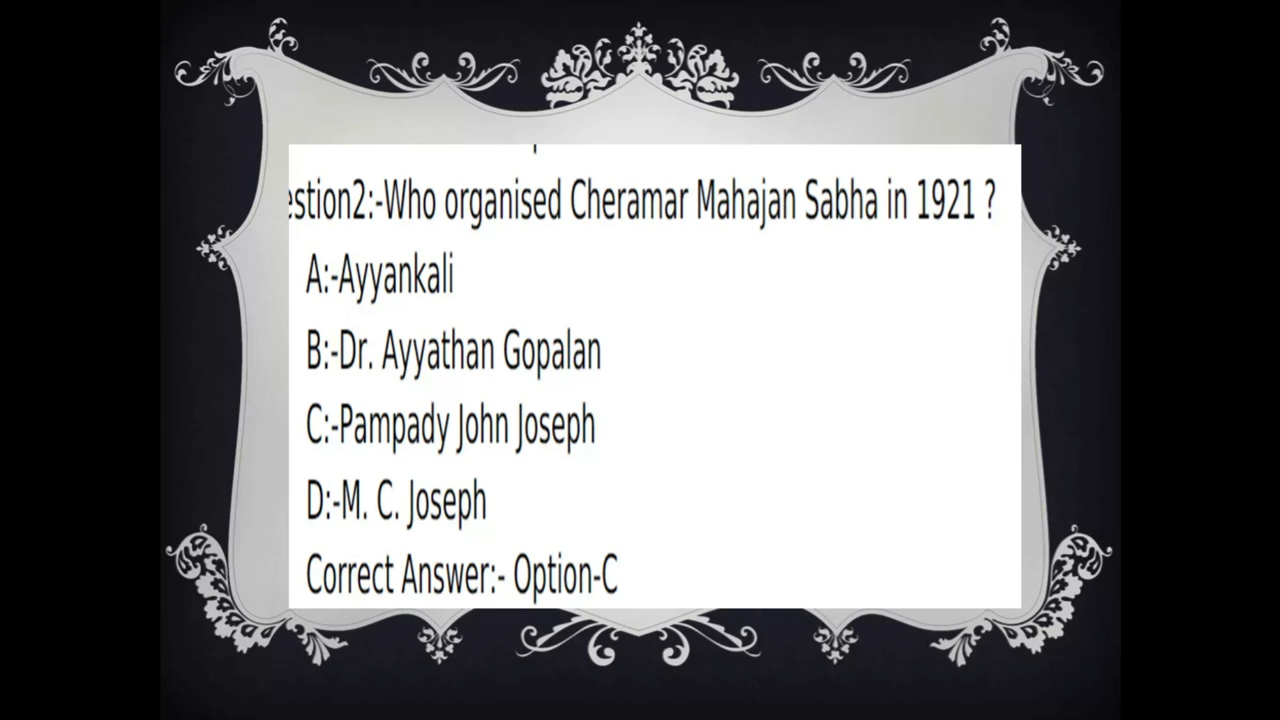 estion2:-Who organised Cheramar Mahajan Sabha in 1921 ?
A:-Ayyankali
B:-Dr. Ayyathan Gopalan
C:-Pampady John Joseph
D:-M. C. Joseph
Correct Answer:- Option-C